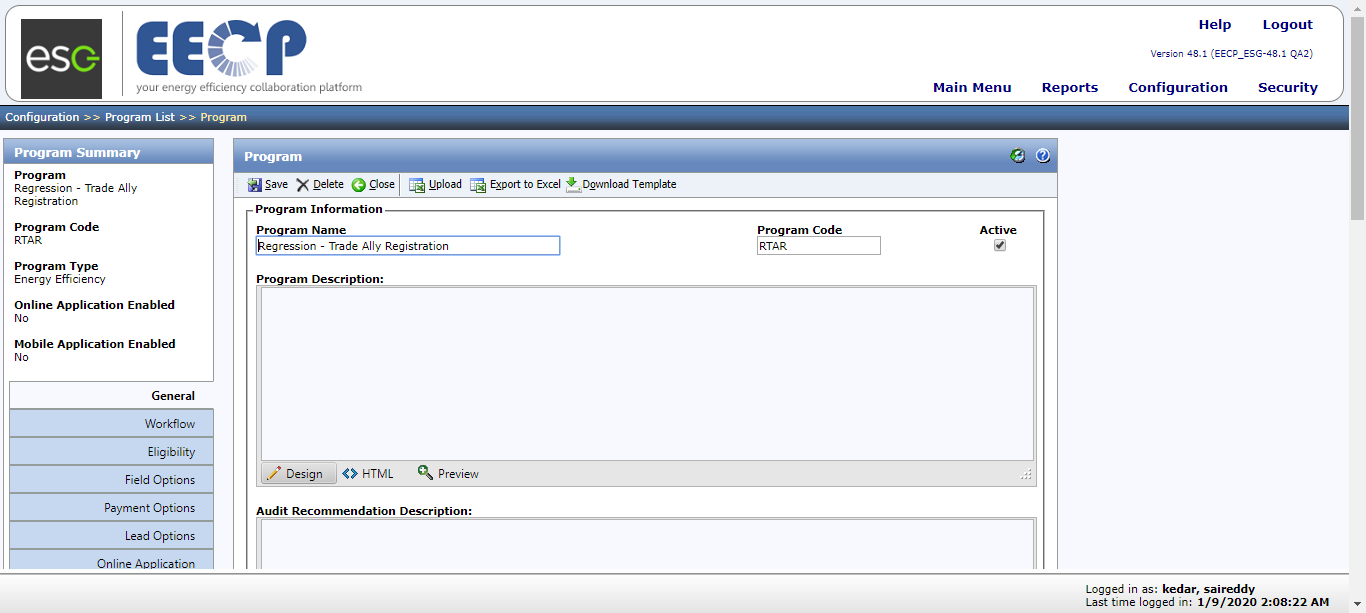 esc
EECP
your energy efficiency collaboration platform
Help Logout
Version 48.1 (EECP_ESG-48.1 QA2)
Main Menu Reports Configuration Security
Configuration >> Program List >> Program
Program Summary
Program
Regression - Trade Ally
Registration
Program Code
RTAR
Program Type
Energy Efficiency
Online Application Enabled
No
Mobile Application Enabled
No
General
Workflow
Eligibility
Field Options
Payment Options
Lead Options
Online Application
Program
Save Delete Close Upload Export to Excel Download Template
Program Information
Program Name Program Code Active
Regression - Trade Ally Registration RTAR
Program Description:
Design HTML Preview
Audit Recommendation Description:
Logged in as: kedar, saireddy
Last time logged in: 1/9/2020 2:08:22 AM